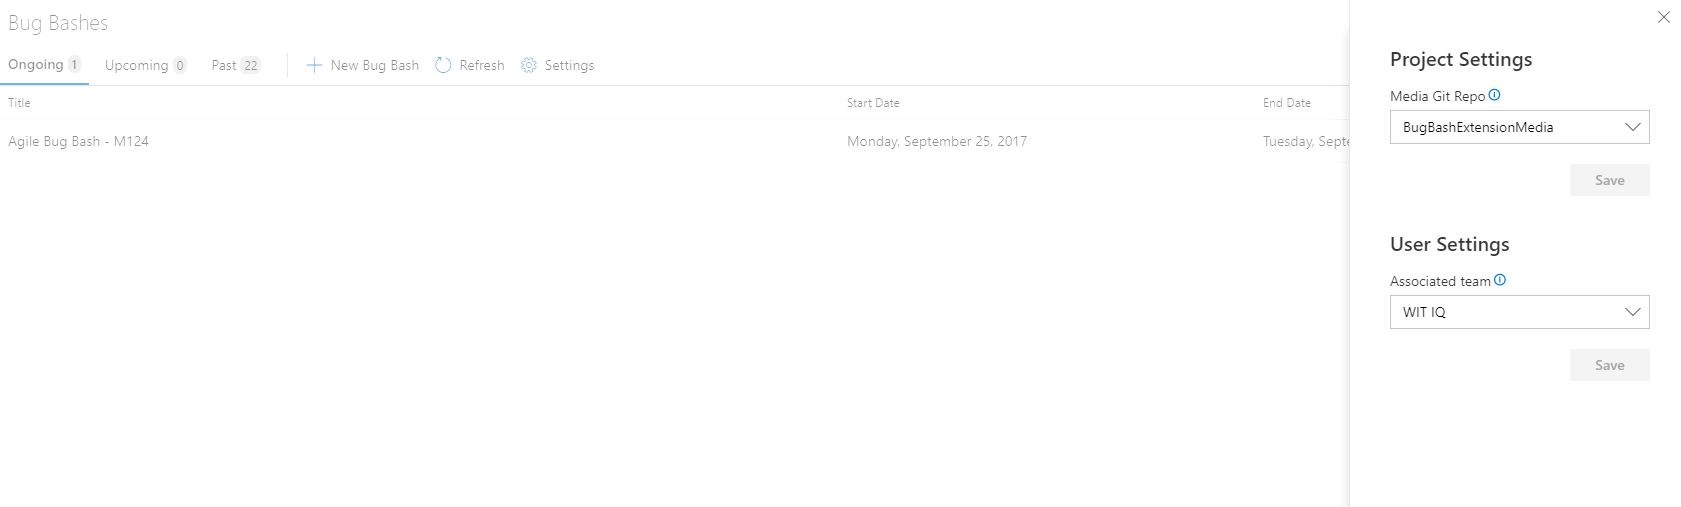 Bug Bashes
Ongoing 1 Upcoming 0 Past 22 New Bug Bash Refresh Settings
Title Start Date End Date
Agile Bug Bash - M124 Monday, September 25, 2017 Tuesday, Septe
Project Settings
Media Git Repo
BugBashExtensionMedia
Save
User Settings
Associated team
WIT IQ
Save